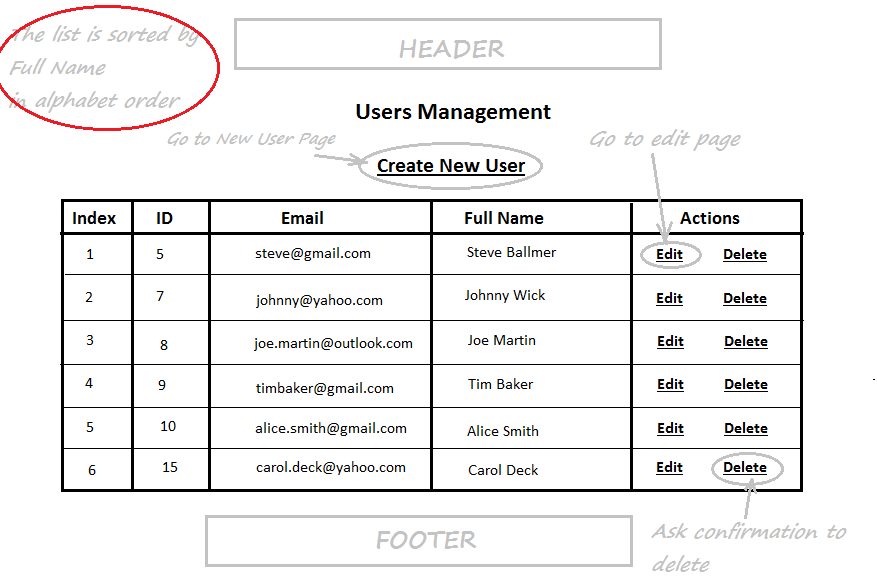 The list is sorted by
Full Name
in alphabet order
HEADER
Users Management
Go to New User Page
Go to edit page
Create New User
Index ID Email Full Name Actions
1 5 steve@gmail.com Steve Ballmer Edit Delete
2 7 johnny@yahoo.com Johnny Wick Edit Delete
3 8 joe.martin@outlook.com Joe Martin Edit Delete
4 9 timbaker@gmail.com Tim Baker Edit Delete
5 10 alice.smith@gmail.com Alice Smith Edit Delete
6 15 carol.deck@yahoo.com Carol Deck Edit Delete
FOOTER
Ask confirmation to
delete